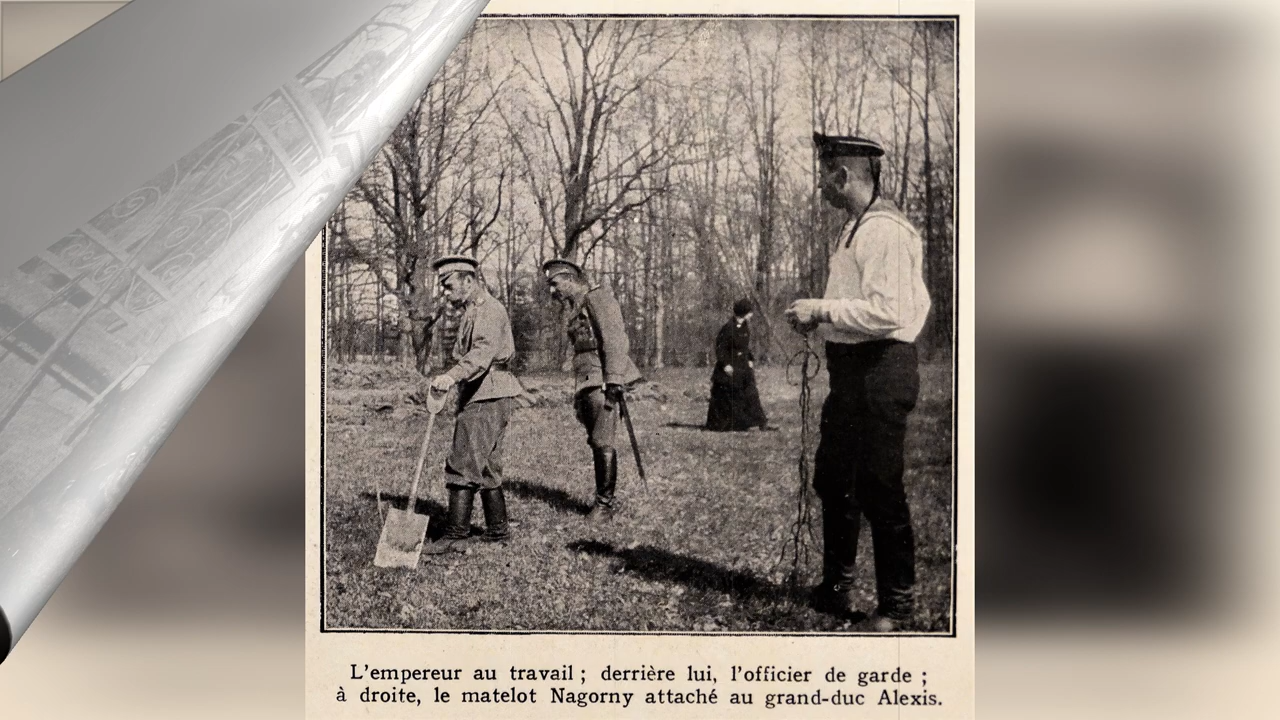 L'empereur au travail ; derrière lui, l'officier de garde ;
à droite, le matelot Nagorny attaché au grand-duc Alexis.